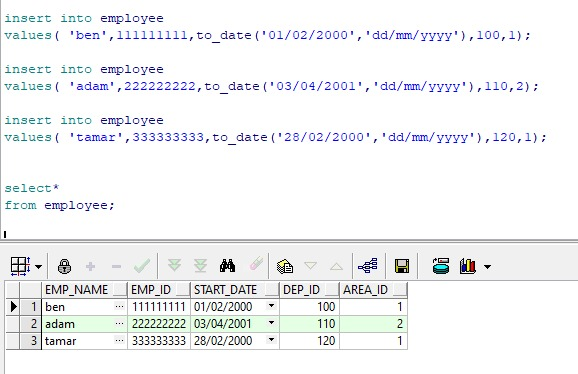 insert into employee
values( 'ben',111111111,to_date('01/02/2000','dd/mm/yyyy'),100,1);
insert into employee
values( 'adam',222222222,to_date('03/04/2001','dd/mm/yyyy'),110,2);
insert into employee
values( 'tamar',333333333,to_date('28/02/2000','dd/mm/yyyy'),120,1);
select*
from employee;
EMP_NAME EMP_ID START_DATE DEP_ID AREA_ID
1 ben ... 111111111 01/02/2000 100 1
2 adam ... 222222222 03/04/2001 110 2
3 tamar ... 333333333 28/02/2000 120 1